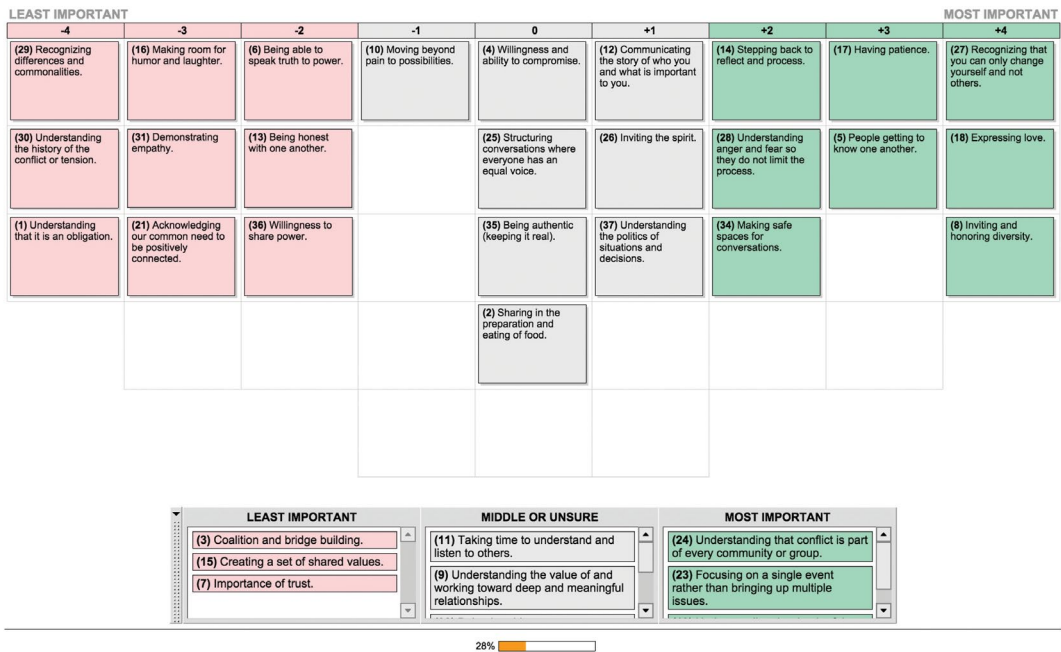 LEAST IMPORTANT
MOST IMPORTANT
-4
-3
-2
-1
0
+1
+2
+3
+4
(29) Recognizing
differences and
commonalities.
(16) Making room for
humor and laughter.
(6) Being able to
speak truth to power.
(10) Moving beyond
pain to possibilities.
(4) Willingness and
ability to compromise.
(12) Communicating
the story of who you
and what is important
to you.
(14) Stepping back to
reflect and process.
(17) Having patience.
(27) Recognizing that
you can only change
yourself and not
others.
(30) Understanding
the history of the
conflict or tension.
(31) Demonstrating
empathy.
(13) Being honest
with one another.
(25) Structuring
conversations where
everyone has an
equal voice.
(26) Inviting the spirit.
(28) Understanding
anger and fear so
they do not limit the
process.
(5) People getting to
know one another.
(18) Expressing love.
(1) Understanding
that it is an obligation.
(21) Acknowledging
our common need to
be positively
connected.
(36) Willingness to
share power.
(35) Being authentic
(keeping it real).
(37) Understanding
the politics of
situations and
decisions.
(34) Making safe
spaces for
conversations.
(8) Inviting and
honoring diversity.
(2) Sharing in the
preparation and
eating of food.
LEAST IMPORTANT
(3) Coalition and bridge building.
(15) Creating a set of shared values.
(7) Importance of trust.
MIDDLE OR UNSURE
(11) Taking time to understand and
listen to others.
(9) Understanding the value of and
working toward deep and meaningful
relationships.
MOST IMPORTANT
(24) Understanding that conflict is part
of every community or group.
(23) Focusing on a single event
rather than bringing up multiple
issues.
28%